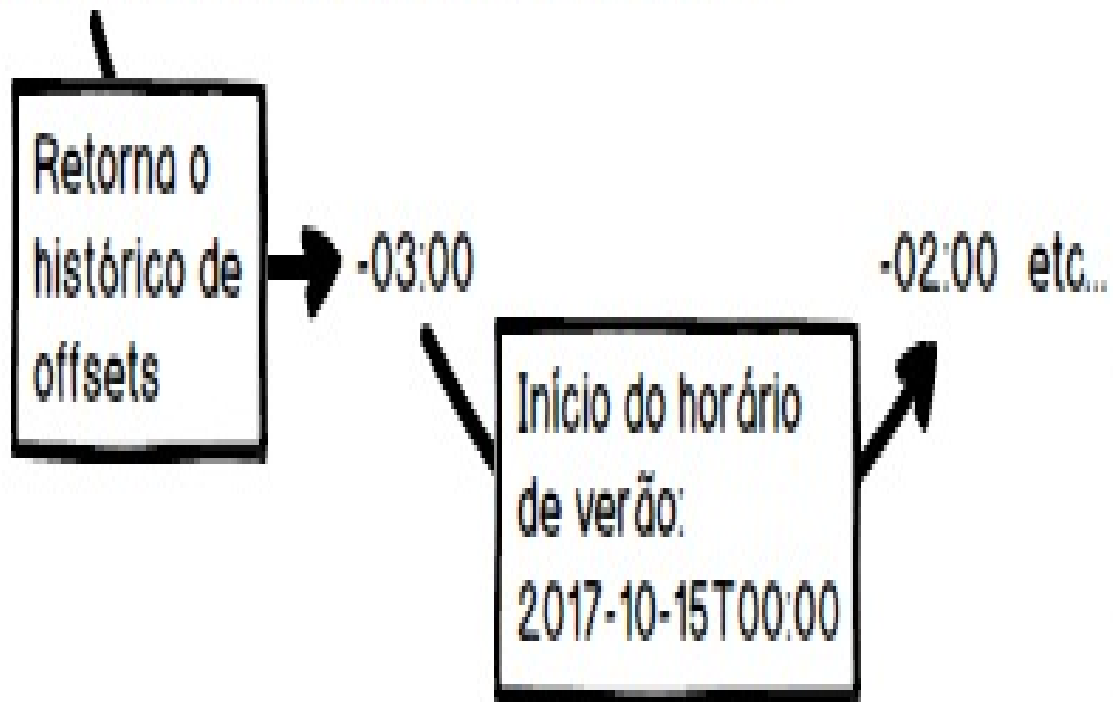 Retorna o
histórico de
offsets
-03:00
-02:00 etc...
Início do horário
de verão:
2017-10-15T00:00